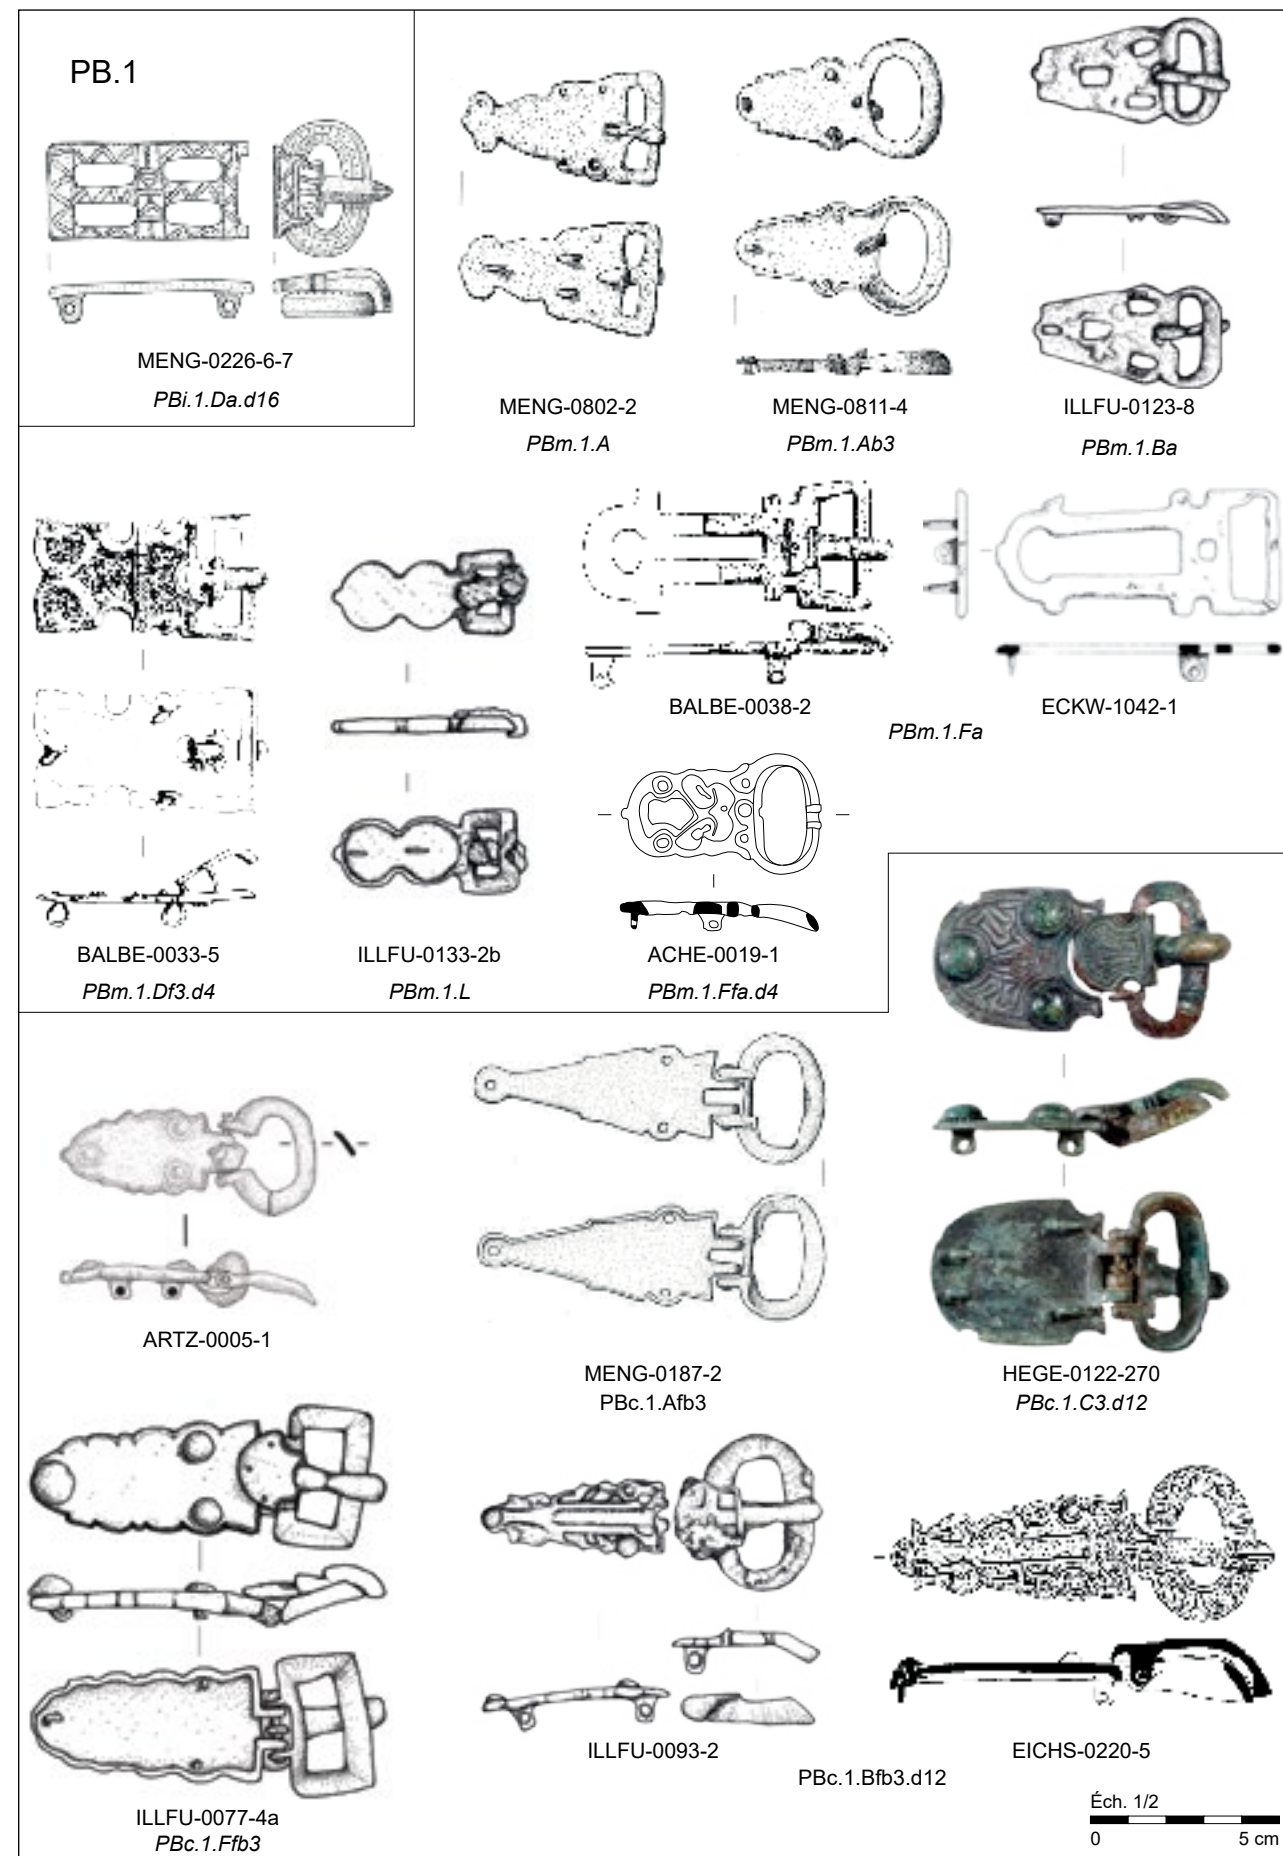 PB.1
MENG-0226-6-7
PBi.1.Da.d16
MENG-0802-2
PBm.1.A
MENG-0811-4
PBm.1.Ab3
ILLFU-0123-8
PBm.1.Ba
BALBE-0033-5
PBm.1.Df3.d4
ILLFU-0133-2b
PBm.1.L
BALBE-0038-2
ECKW-1042-1
PBm.1.Fa
ACHE-0019-1
PBm.1.Ffa.d4
ARTZ-0005-1
MENG-0187-2
PBc.1.Afb3
HEGE-0122-270
PBc.1.C3.d12
ILLFU-0077-4a
PBc.1.Ffb3
ILLFU-0093-2
EICHS-0220-5
PBc.1.Bfb3.d12
Éch. 1/2
0 5 cm